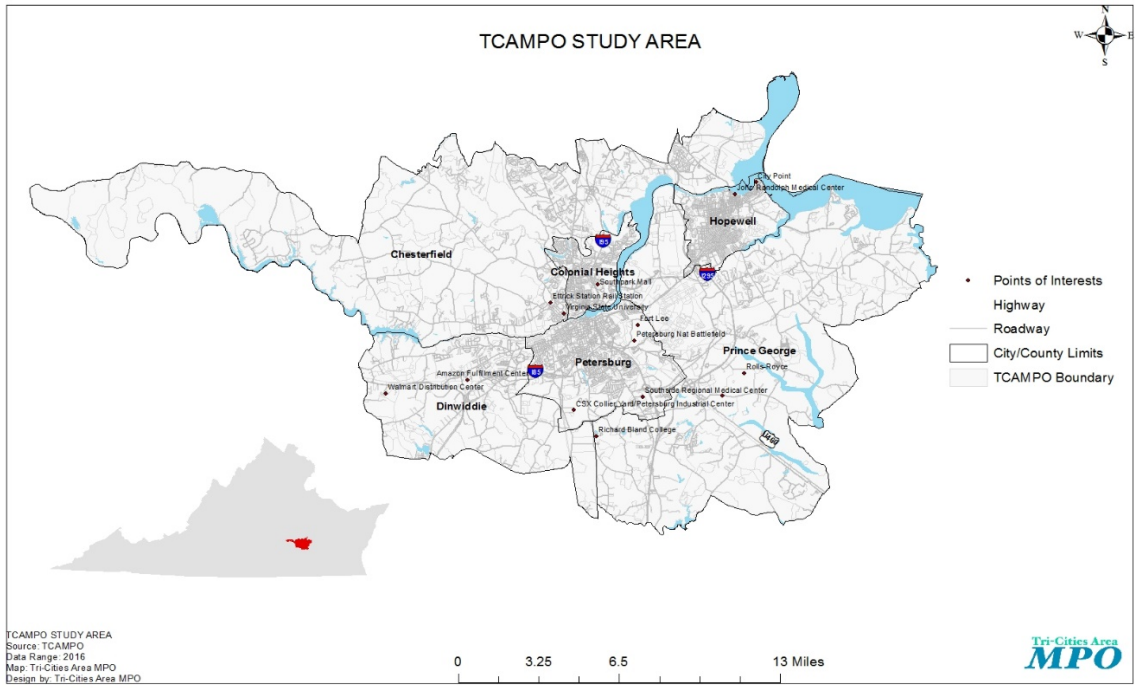 N
W E
S
TCAMPO STUDY AREA
City Point
John Randolph Medical Center
Hopewell
Chesterfield
Colonial Heights
Southpark Mall
Ettrick Station Rail Station
Virginia State University
Fort Lee
Petersburg Nat Battlefield
Prince George
Petersburg
Rolls-Royce
Amazon Fulfilment Center
Walmart Distribution Center
Dinwiddie
Southside Regional Medical Center
CSX Collier Yard/Petersburg Industrial Center
Richard Bland College
Points of Interests
Highway
Roadway
City/County Limits
TCAMPO Boundary
TCAMPO STUDY AREA
Source: TCAMPO
Data Range: 2016
Map: Tri-Cities Area MPO
Design by: Tri-Cities Area MPO
0 3.25 6.5 13 Miles
Tri-Cities Area
MPO